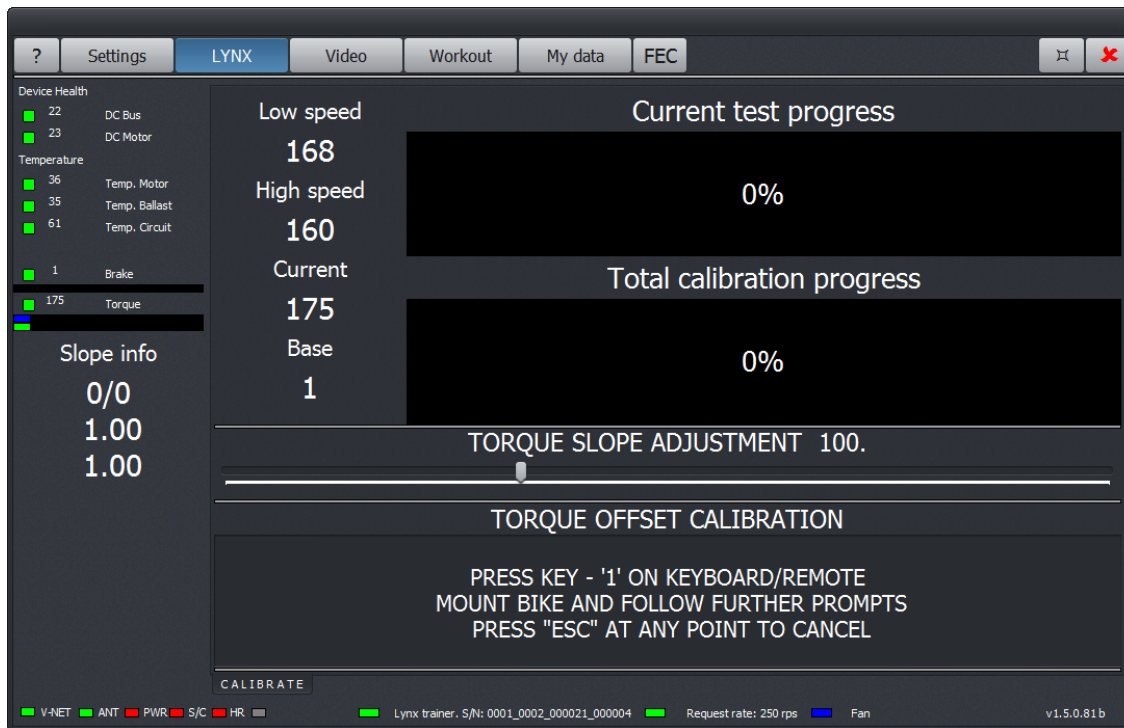 ? Settings LYNX Video Workout My data FEC
Device Health
22 DC Bus
23 DC Motor
Temperature
36 Temp. Motor
35 Temp. Ballast
61 Temp. Circuit
1 Brake
175 Torque
Slope info
0/0
1.00
1.00
Low speed
168
High speed
160
Current
175
Base
1
Current test progress
0%
Total calibration progress
0%
TORQUE SLOPE ADJUSTMENT 100.
TORQUE OFFSET CALIBRATION
PRESS KEY - '1' ON KEYBOARD/REMOTE
MOUNT BIKE AND FOLLOW FURTHER PROMPTS
PRESS "ESC" AT ANY POINT TO CANCEL
CALIBRATE
V-NET ANT PWR S/C HR Lynx trainer. S/N: 0001_0002_000021_000004 Request rate: 250 rps Fan v1.5.0.81b